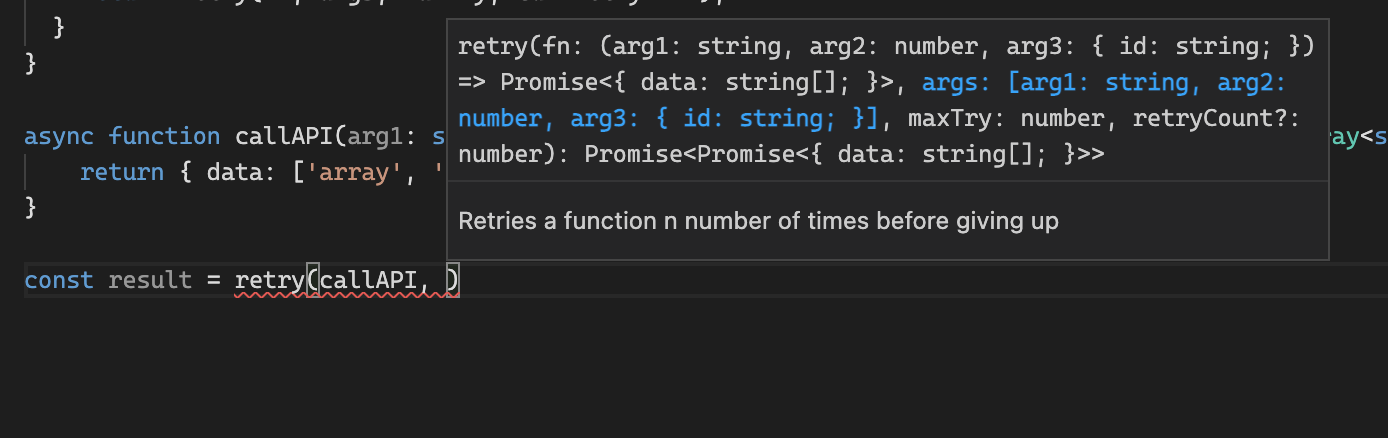 }
retry(fn: (arg1: string, arg2: number, arg3: { id: string; })
}
=> Promise<{ data: string[]; }>, args: [arg1: string, arg2:
number, arg3: { id: string; }], maxTry: number, retryCount?:
async function callAPI(arg1: s
ay<s
number): Promise<Promise<{ data: string[]; }>>
return { data: ['array', '
}
Retries a function n number of times before giving up
const result = retry(callAPI, )